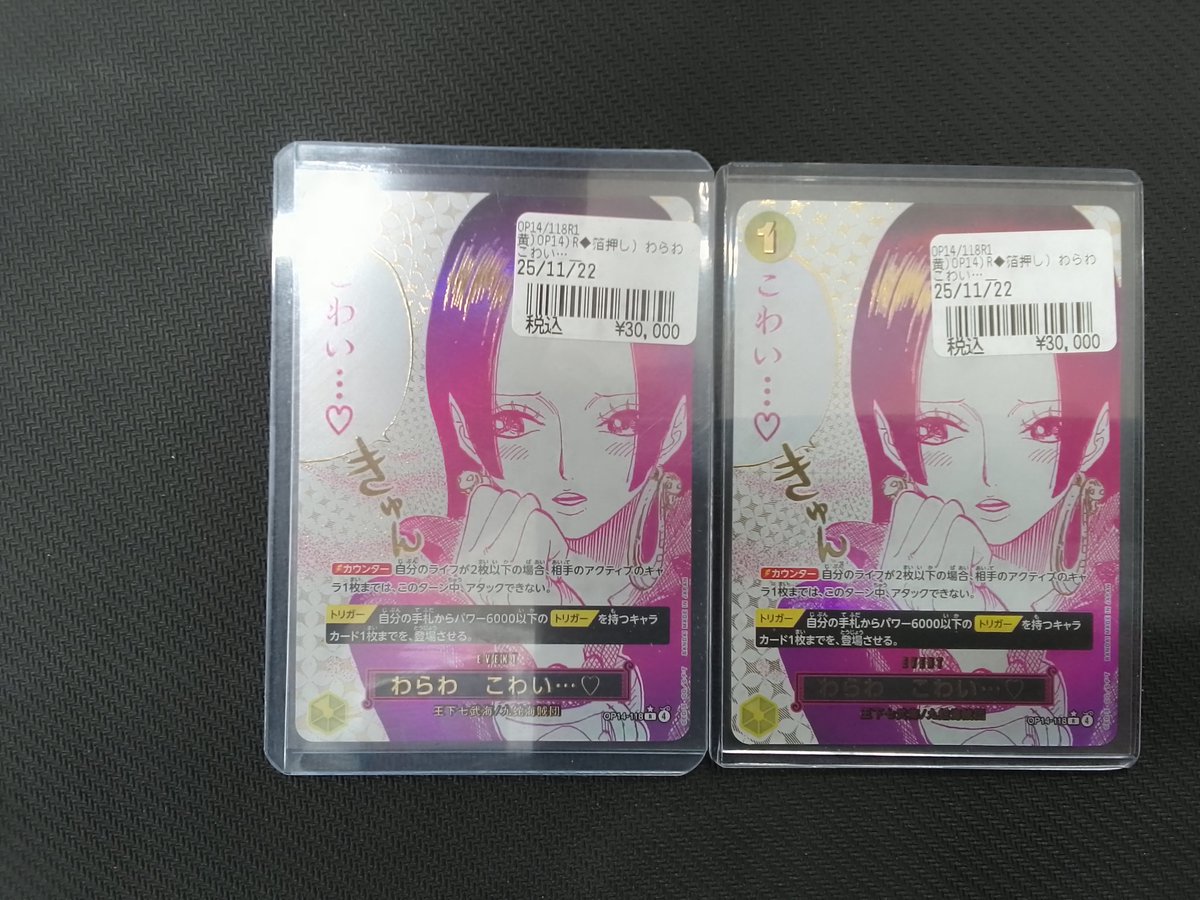 OP14/118R1
黄)OP14)R◆箔押し) わらわ
こわい…
25/11/22
税込 ¥30,000
こわい…♡
きゅん
カウンター 自分のライフが2枚以下の場合、相手のアクティブのキャ
ラ1枚までは、このターン中、アタックできない。
トリガー 自分の手札からパワー6000以下の トリガー を持つキャラ
カード1枚までを、登場させる。
EVENT
わらわ こわい…♡
王下七武海/九蛇海賊団
OP14-118 R 4
OP14/118R1
黄)OP14)R◆箔押し) わらわ
こわい…
25/11/22
税込 ¥30,000
1
こわい…♡
きゅん
カウンター 自分のライフが2枚以下の場合、相手のアクティブのキャ
ラ1枚までは、このターン中、アタックできない。
トリガー 自分の手札からパワー6000以下の トリガー を持つキャラ
カード1枚までを、登場させる。
EVENT
わらわ こわい…♡
王下七武海/九蛇海賊団
OP14-118 R 4